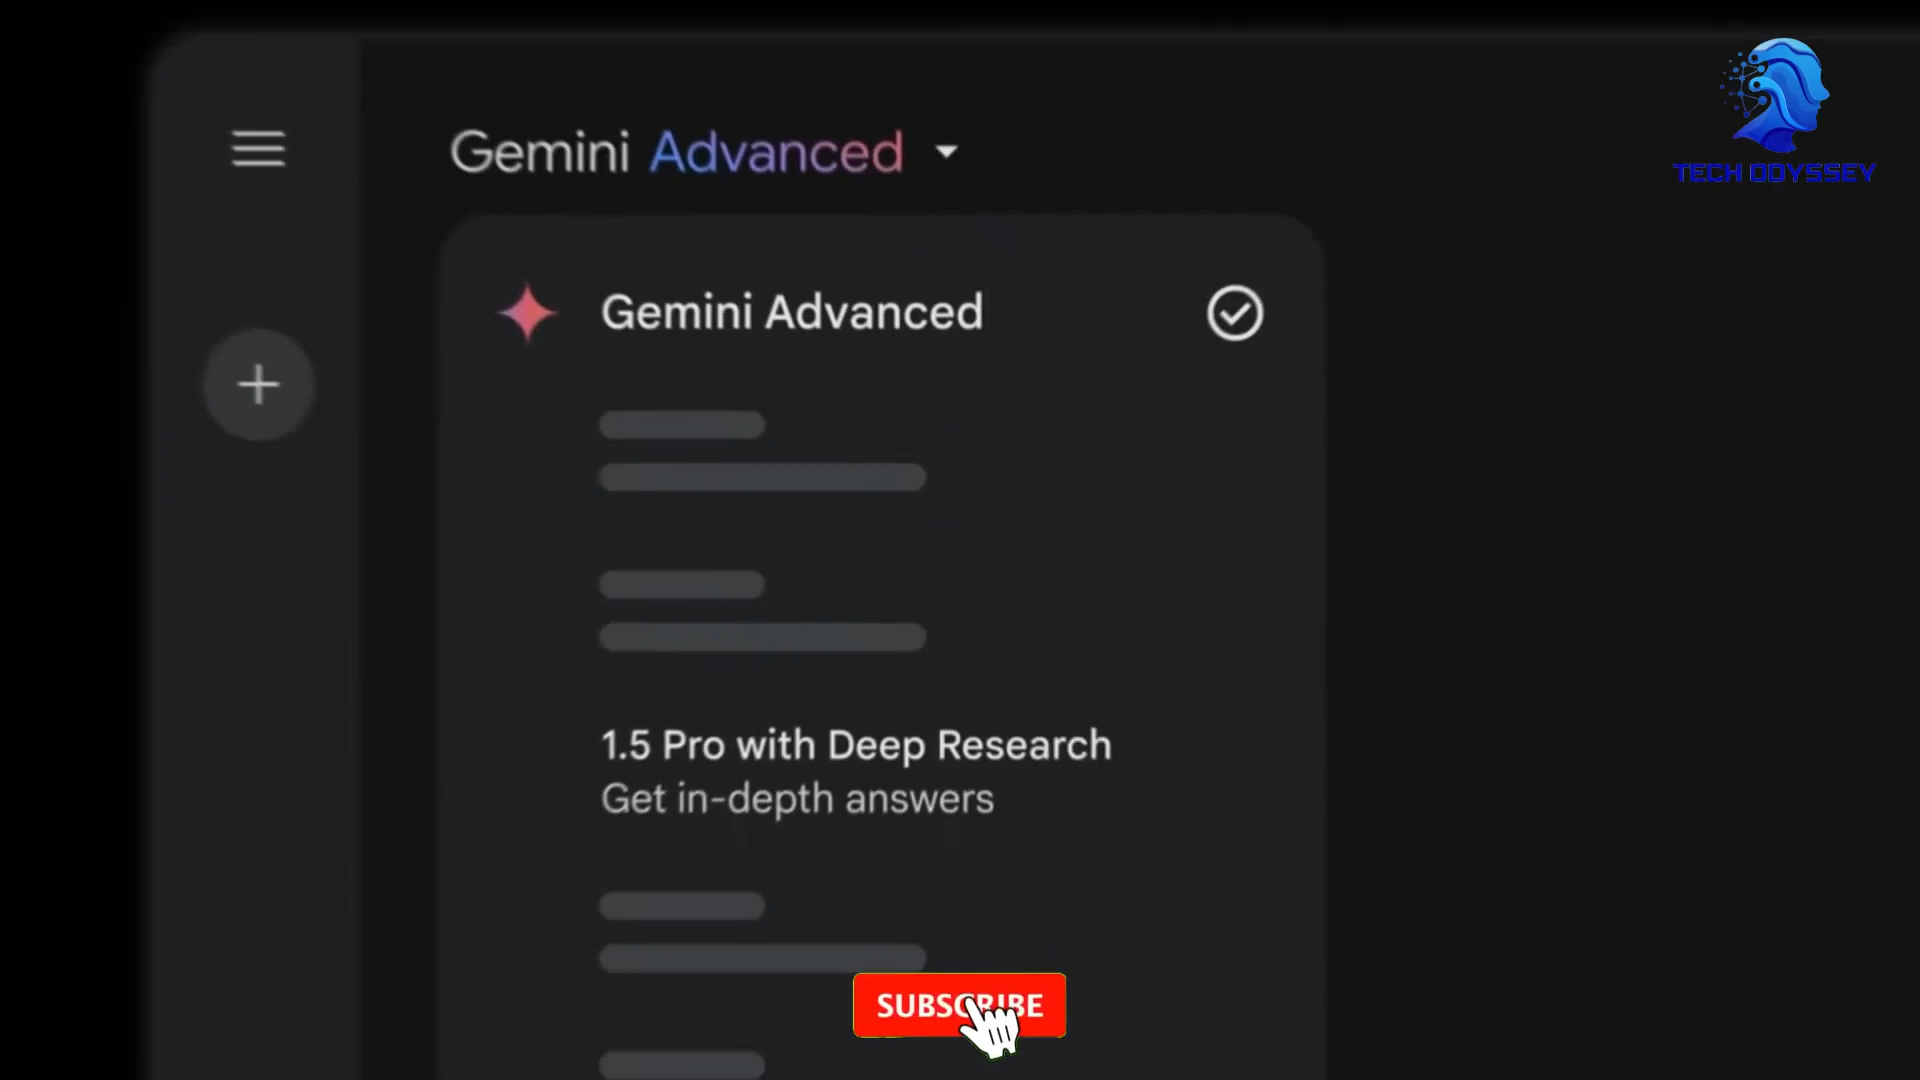 Gemini Advanced
TECH ODYSSEY
Gemini Advanced
1.5 Pro with Deep Research
Get in-depth answers
SUBSCRIBE